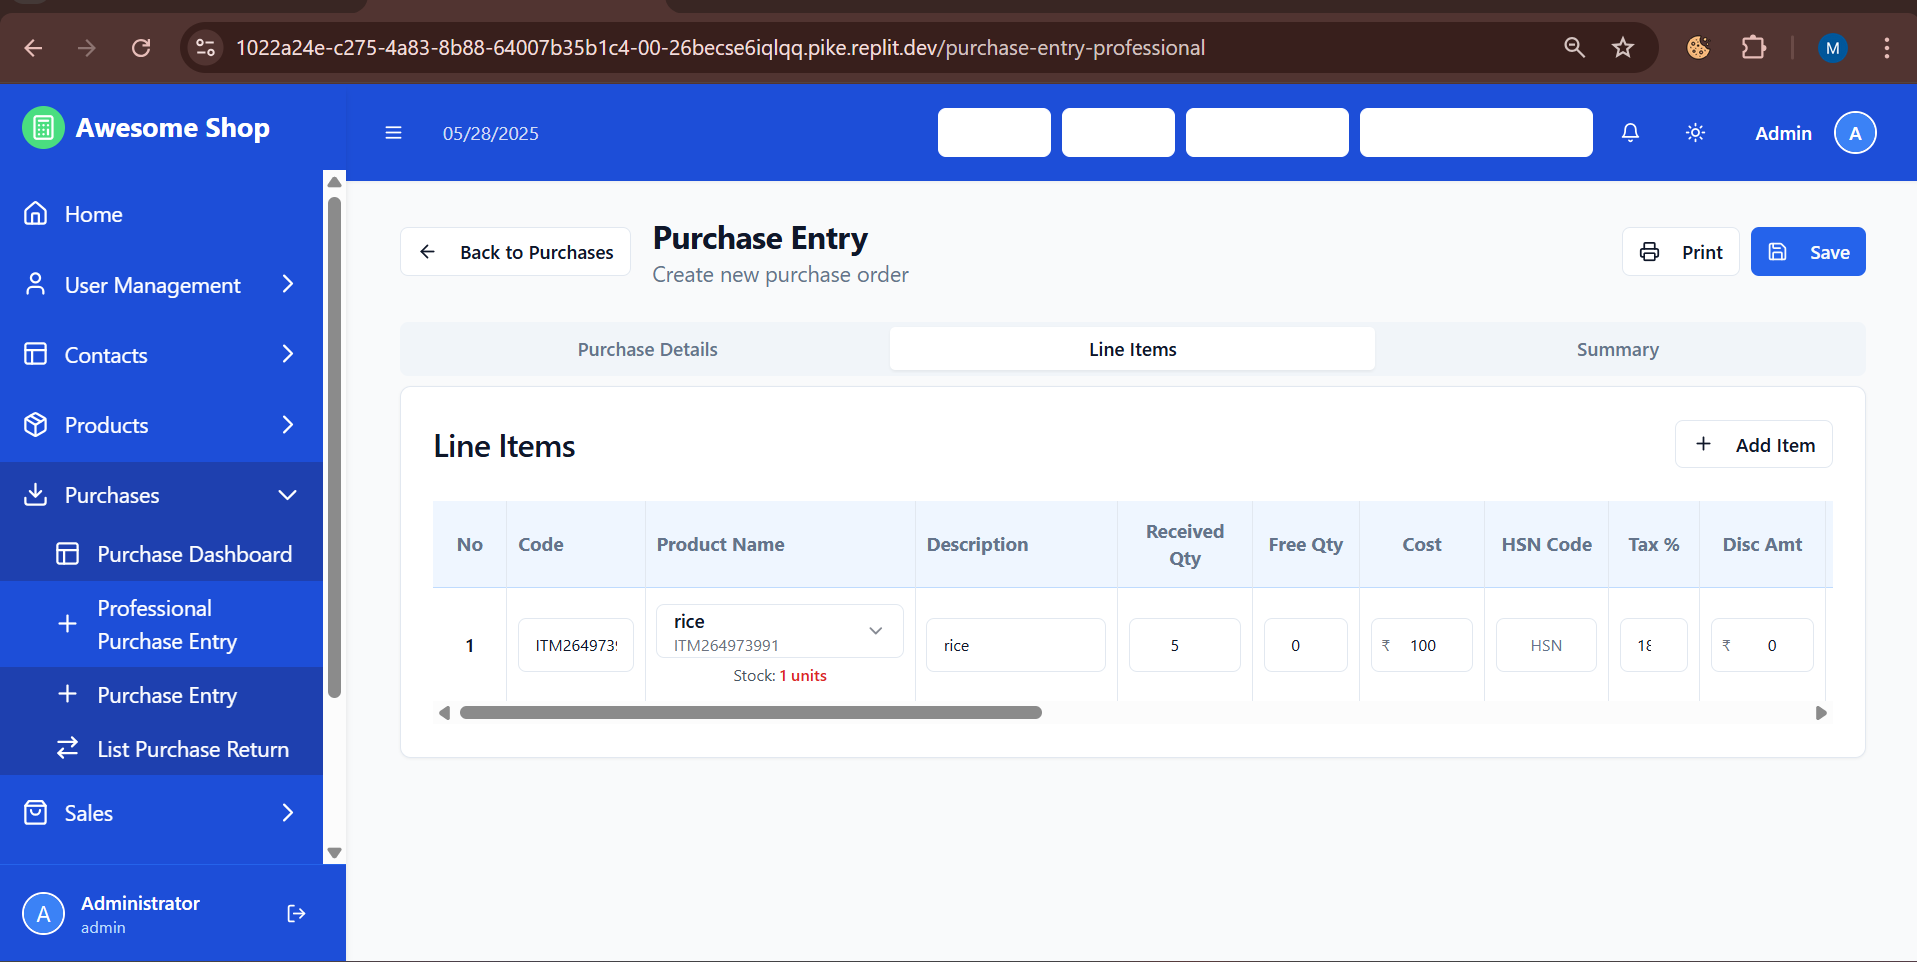 1022a24e-c275-4a83-8b88-64007b35b1c4-00-26becse6iqlqq.pike.replit.dev/purchase-entry-professional
M
Awesome Shop
05/28/2025
Admin
A
Home
User Management
Contacts
Products
Purchases
Purchase Dashboard
Professional
Purchase Entry
Purchase Entry
List Purchase Return
Sales
A
Administrator
admin
Back to Purchases
Purchase Entry
Create new purchase order
Print
Save
Purchase Details
Line Items
Summary
Line Items
Add Item
No
Code
Product Name
Description
Received
Qty
Free Qty
Cost
HSN Code
Tax %
Disc Amt
1
ITM264973
rice
ITM264973991
Stock: 1 units
rice
5
0
₹ 100
HSN
18
₹ 0